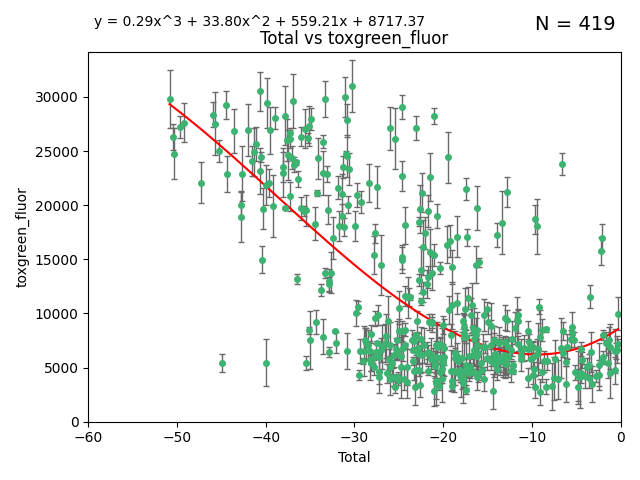 y = 0.29x^3 + 33.80x^2 + 559.21x + 8717.37
N = 419
Total vs toxgreen_fluor
30000
25000
20000
15000
10000
5000
0
toxgreen_fluor
−60
−50
−40
−30
−20
−10
0
Total